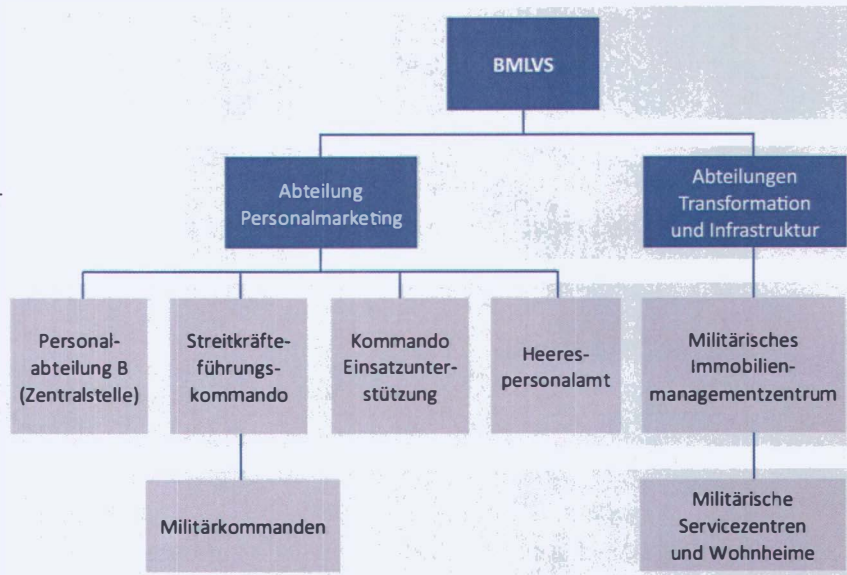 BMLVS
Abteilung
Personalmarketing
Abteilungen
Transformation
und Infrastruktur
Personal-
abteilung B
(Zentralstelle)
Streitkräfte-
führungs-
kommando
Kommando
Einsatzunter-
stützung
Heeres-
personalamt
Militärisches
Immobilien-
managementzentrum
Militärkommanden
Militärische
Servicezentren
und Wohnheime